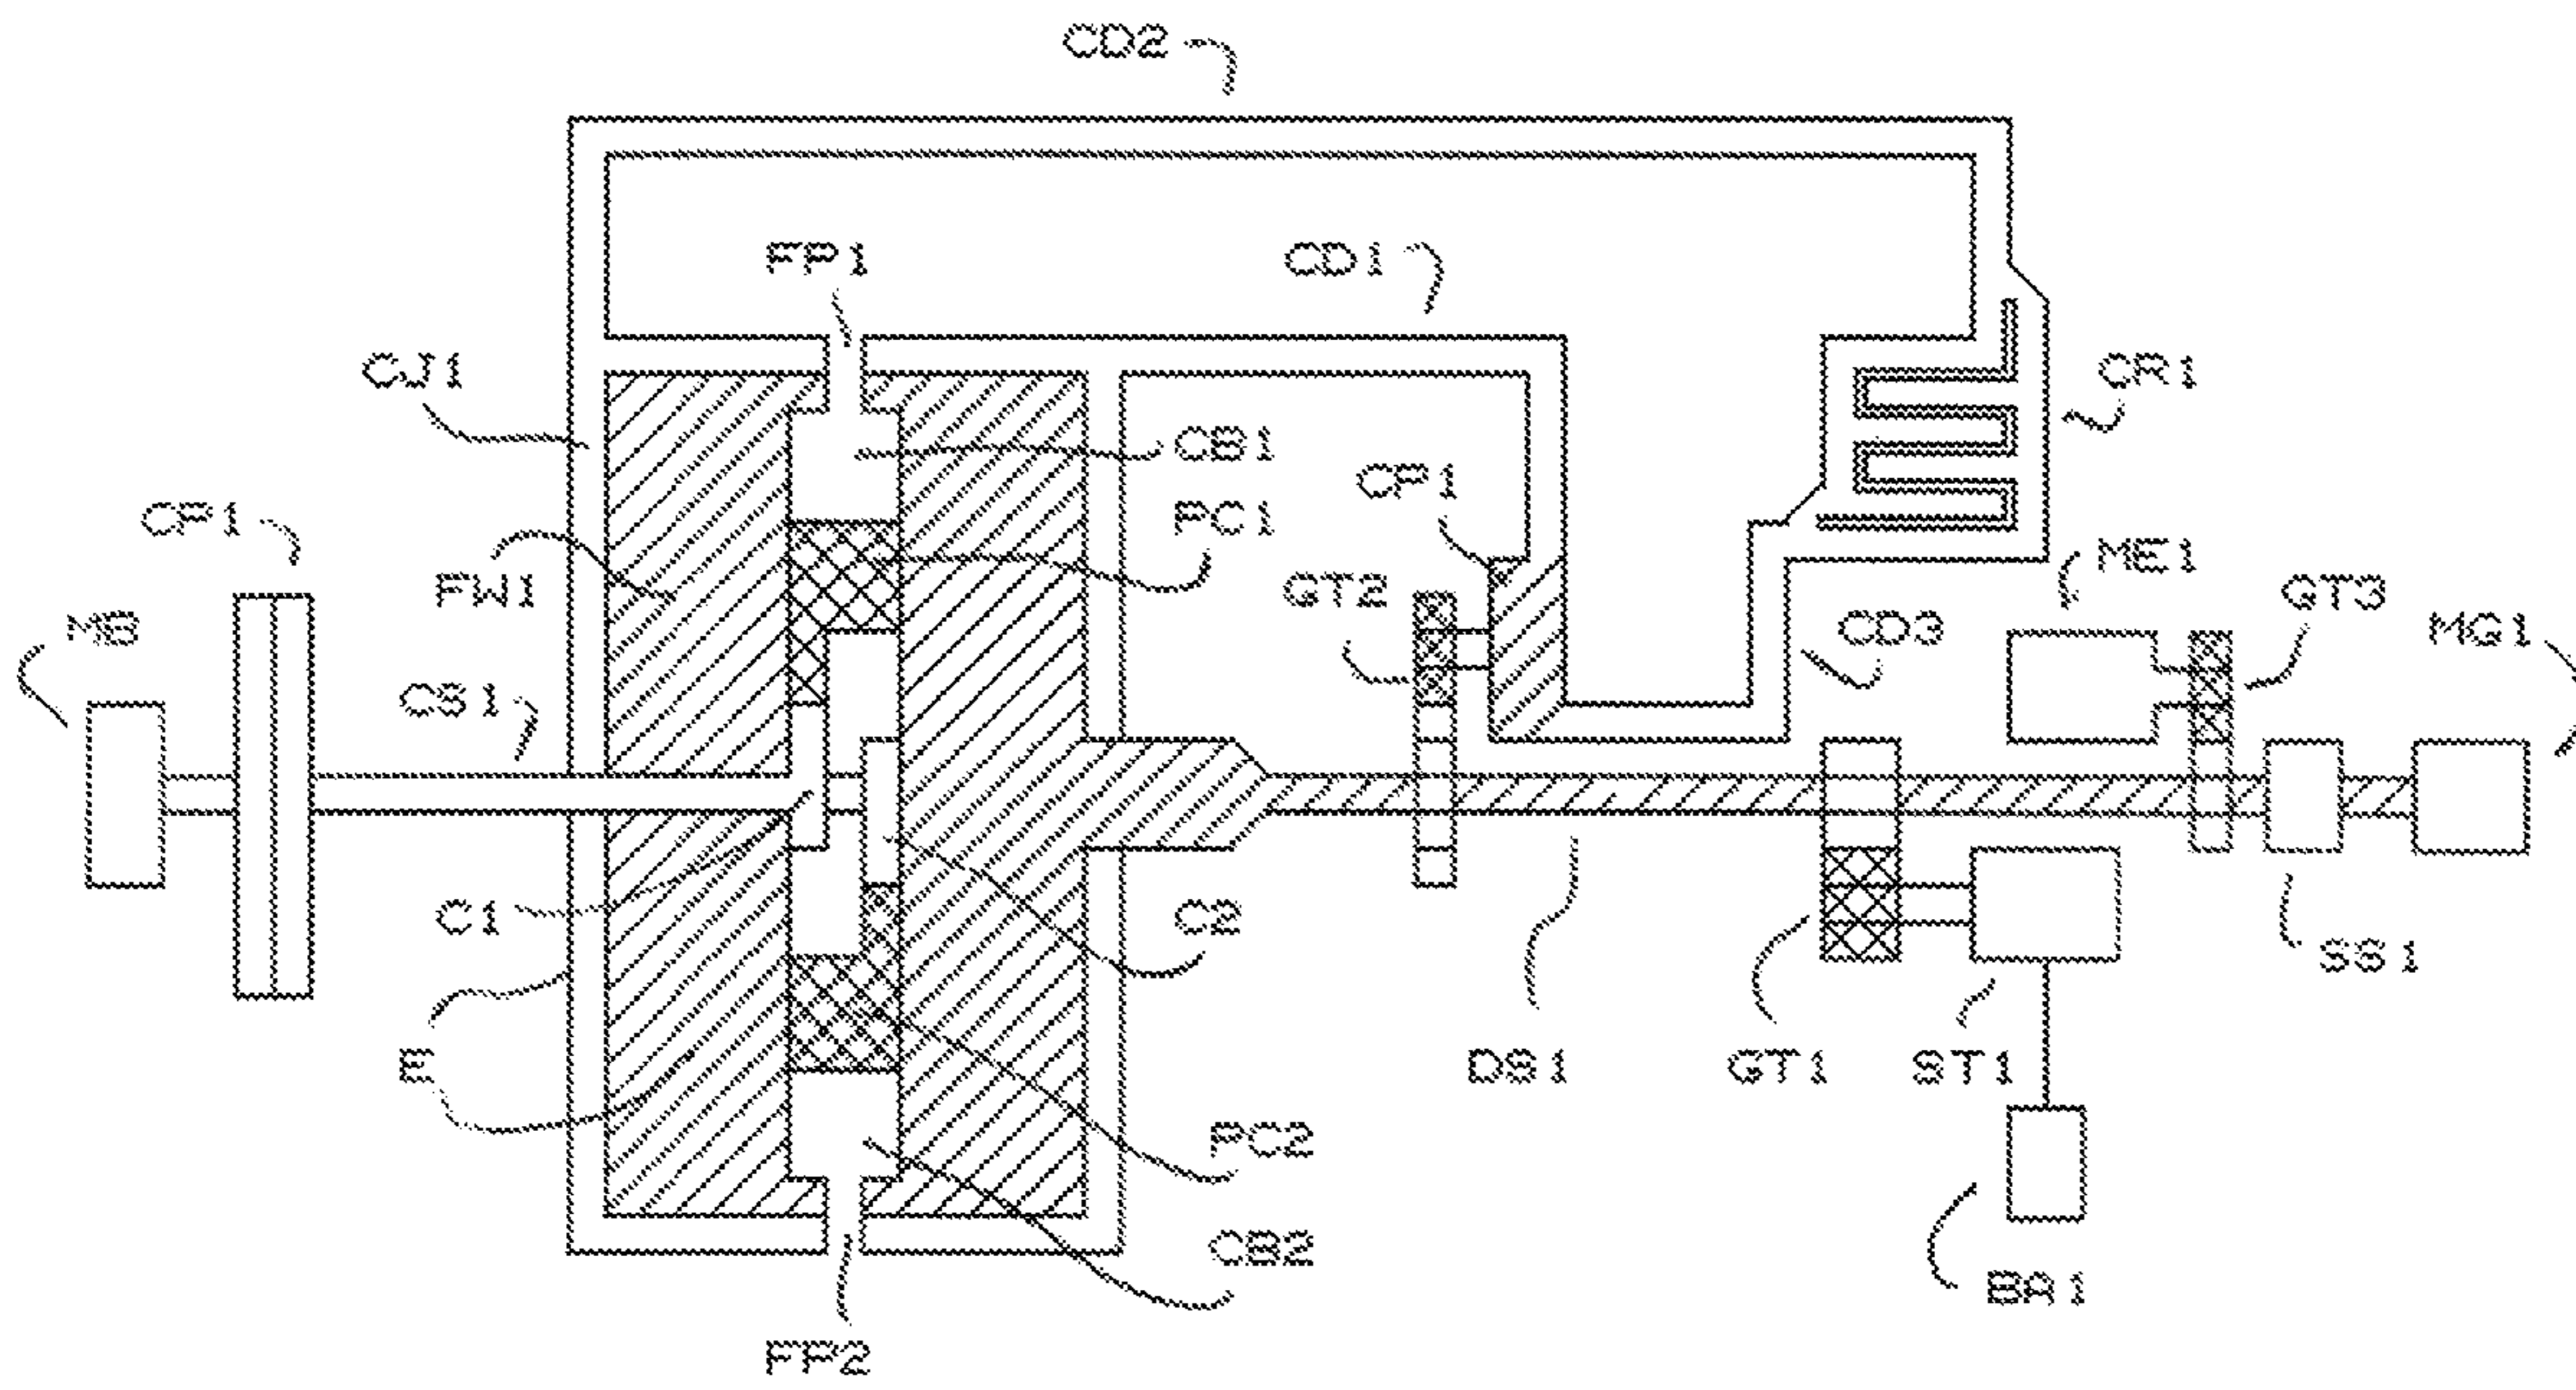 CD2
FP1
CD1
CJ1
CR1
CB1
CP1
CP1
PC1
ME1
FW1
GT2
GT3
MB
CD3
MG1
CS1
C1
C2
SS1
E
DS1
GT1
ST1
PC2
CB2
BA1
FP2